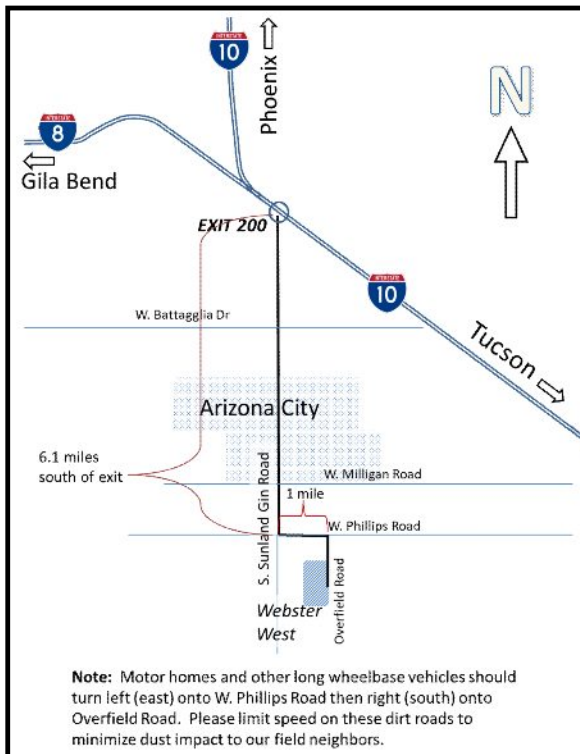 INTERSTATE
10
Phoenix
N
INTERSTATE
8
Gila Bend
EXIT 200
INTERSTATE
10
W. Battagglia Dr
Tucson
Arizona City
6.1 miles
south of exit
S. Sunland Gin Road
W. Milligan Road
1 mile
W. Phillips Road
Overfield Road
Webster
West
Note: Motor homes and other long wheelbase vehicles should
turn left (east) onto W. Phillips Road then right (south) onto
Overfield Road. Please limit speed on these dirt roads to
minimize dust impact to our field neighbors.